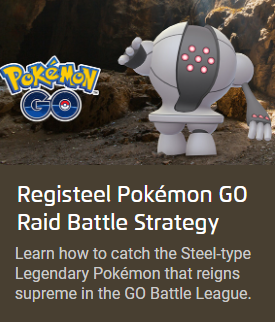 Pokémon
GO
Registeel Pokémon GO
Raid Battle Strategy
Learn how to catch the Steel-type
Legendary Pokémon that reigns
supreme in the GO Battle League.